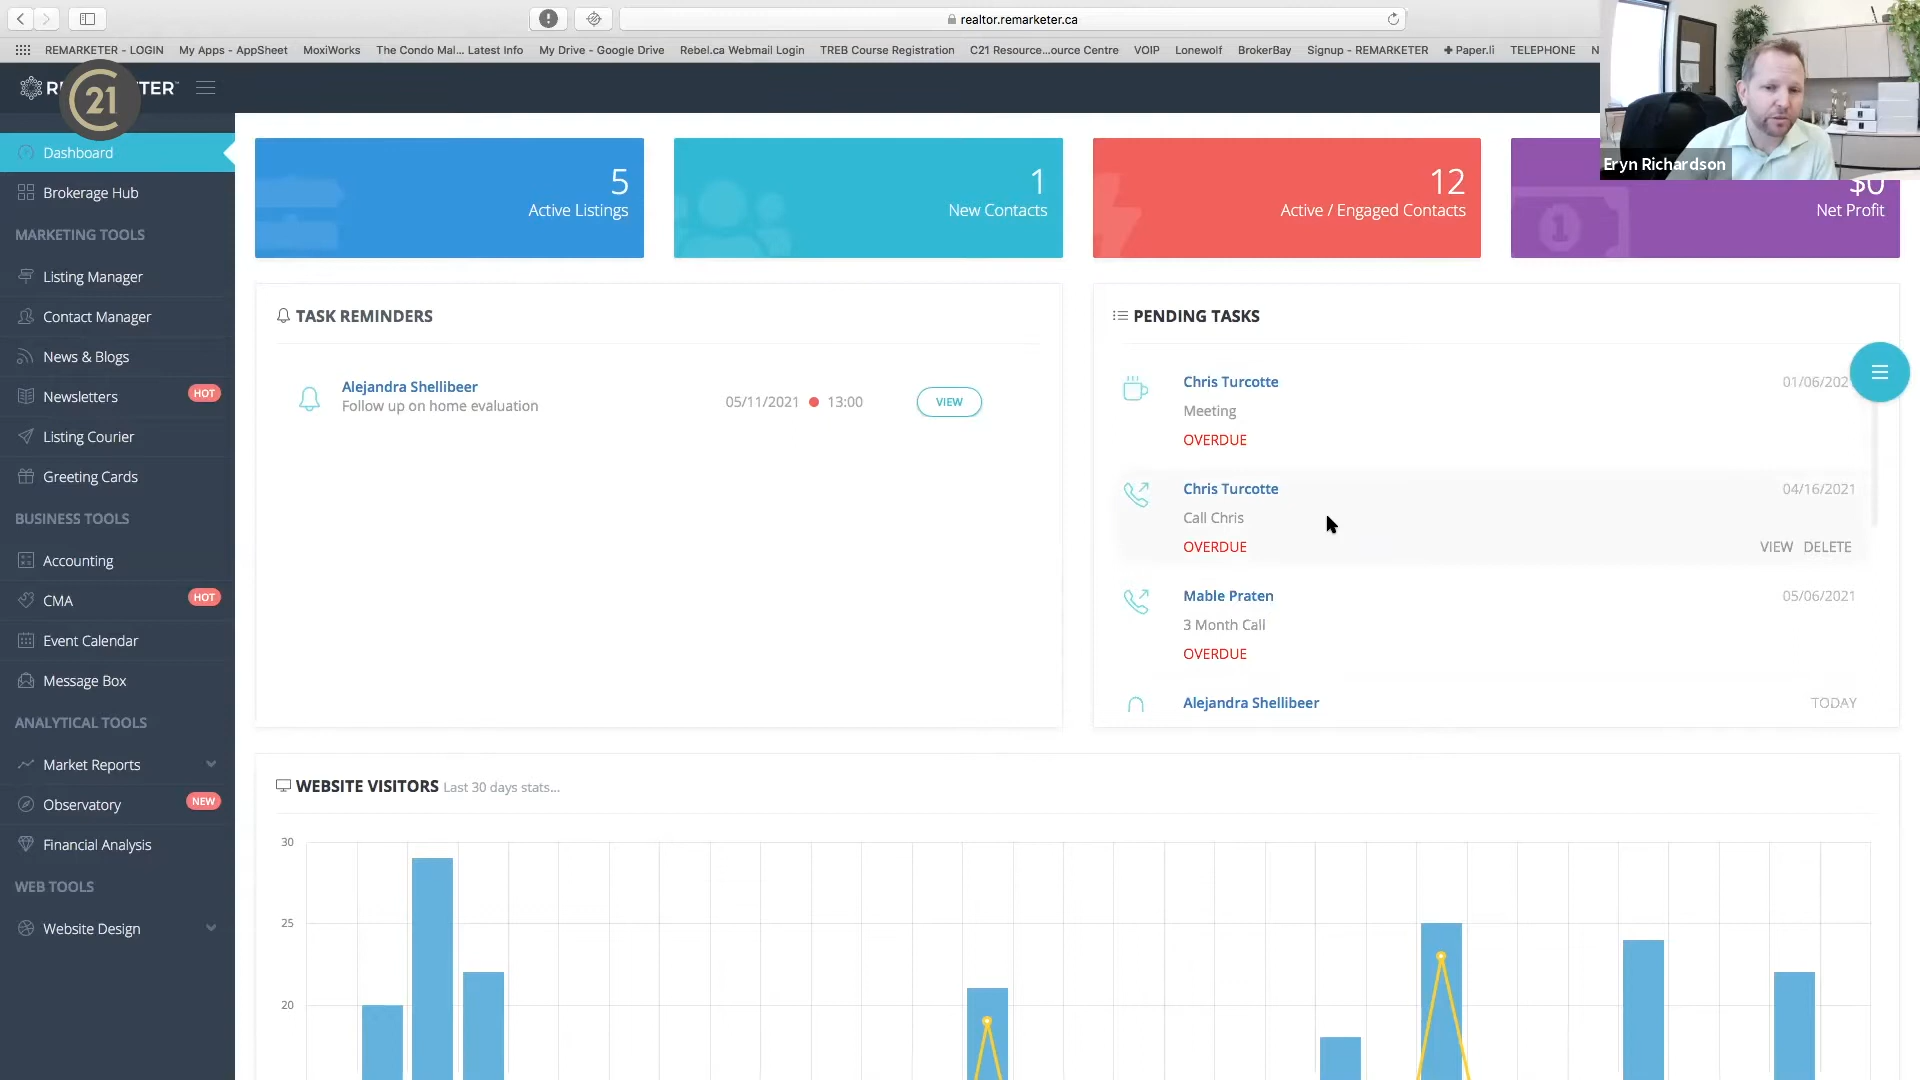 realtor.remarketer.ca
REMARKETER - LOGIN My Apps - AppSheet MoxiWorks The Condo Mal... Latest Info My Drive - Google Drive Rebel.ca Webmail Login TREB Course Registration C21 Resource...ource Centre VOIP Lonewolf BrokerBay Signup - REMARKETER Paper.li TELEPHONE N
TER
21
Eryn Richardson
Dashboard
Brokerage Hub
MARKETING TOOLS
Listing Manager
Contact Manager
News & Blogs
Newsletters HOT
Listing Courier
Greeting Cards
BUSINESS TOOLS
Accounting
CMA HOT
Event Calendar
Message Box
ANALYTICAL TOOLS
Market Reports
Observatory NEW
Financial Analysis
WEB TOOLS
Website Design
5
Active Listings
1
New Contacts
12
Active / Engaged Contacts
$0
Net Profit
TASK REMINDERS
Alejandra Shellibeer
Follow up on home evaluation
05/11/2021 13:00
VIEW
PENDING TASKS
Chris Turcotte 01/06/202
Meeting
OVERDUE
Chris Turcotte 04/16/2021
Call Chris
OVERDUE VIEW DELETE
Mable Praten 05/06/2021
3 Month Call
OVERDUE
Alejandra Shellibeer TODAY
WEBSITE VISITORS Last 30 days stats...
30
25
20